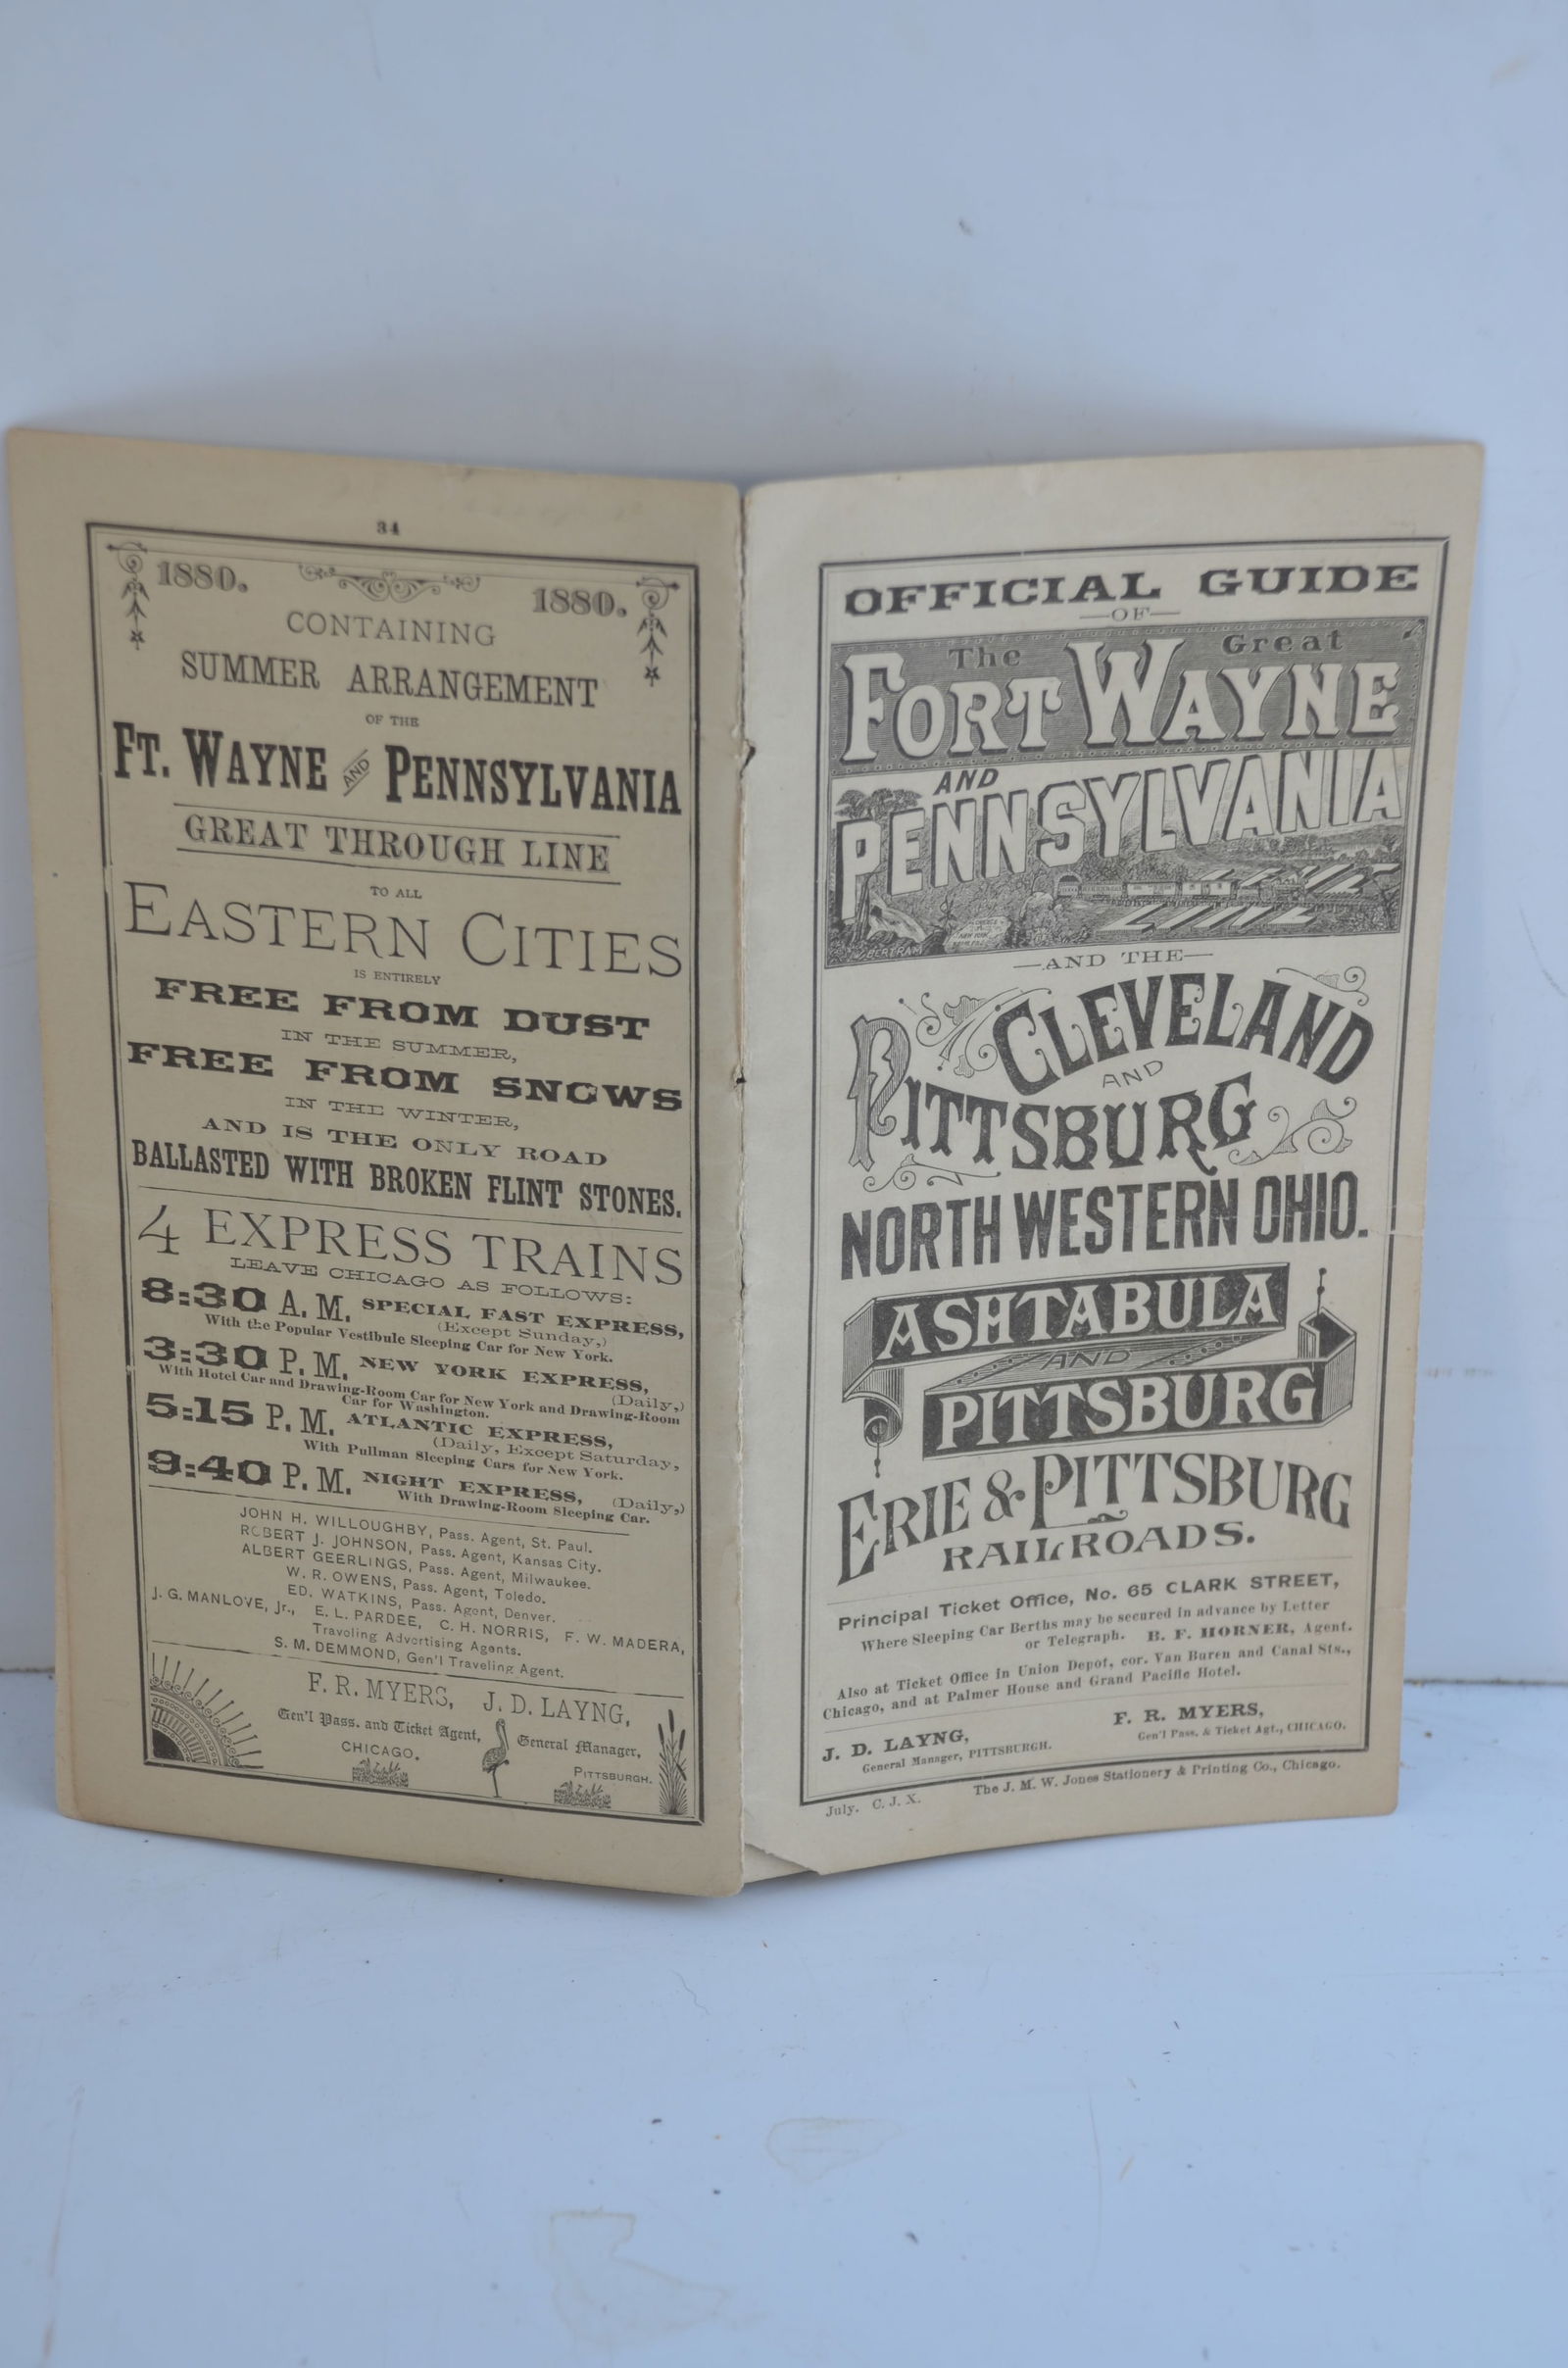 34
1880. 1880.
CONTAINING
SUMMER ARRANGEMENT
OF THE
FT. WAYNE AND PENNSYLVANIA
GREAT THROUGH LINE
TO ALL
EASTERN CITIES
IS ENTIRELY
FREE FROM DUST
IN THE SUMMER,
FREE FROM SNOWS
IN THE WINTER,
AND IS THE ONLY ROAD
BALLASTED WITH BROKEN FLINT STONES.
4 EXPRESS TRAINS
LEAVE CHICAGO AS FOLLOWS:
8:30 A. M. SPECIAL FAST EXPRESS,
(Except Sunday,)
With the Popular Vestibule Sleeping Car for New York.
3:30 P. M. NEW YORK EXPRESS,
(Daily,)
With Hotel Car and Drawing-Room Car for New York and Drawing-Room
Car for Washington.
5:15 P. M. ATLANTIC EXPRESS,
(Daily, Except Saturday,
With Pullman Sleeping Cars for New York.
9:40 P. M. NIGHT EXPRESS, (Daily,)
With Drawing-Room Sleeping Car.
JOHN H. WILLOUGHBY, Pass. Agent, St. Paul.
ROBERT J. JOHNSON, Pass. Agent, Kansas City.
ALBERT GEERLINGS, Pass. Agent, Milwaukee.
W. R. OWENS, Pass. Agent, Toledo.
ED. WATKINS, Pass. Agent, Denver.
J. G. MANLOVE, Jr., E. L. PARDEE, C. H. NORRIS, F. W. MADERA,
Traveling Advertising Agents.
S. M. DEMMOND, Gen'l Traveling Agent.
F. R. MYERS, J. D. LAYNG,
Gen'l Pass. and Ticket Agent, General Manager,
CHICAGO. PITTSBURGH.
OFFICIAL GUIDE
—OF—
The Great
FORT WAYNE
AND
PENNSYLVANIA
LINE
BERTRAM
—AND THE—
CLEVELAND
AND
PITTSBURG
NORTH WESTERN OHIO.
ASHTABULA
AND
PITTSBURG
ERIE & PITTSBURG
RAILROADS.
Principal Ticket Office, No. 65 CLARK STREET,
Where Sleeping Car Berths may be secured in advance by Letter
or Telegraph. B. F. HORNER, Agent.
Also at Ticket Office in Union Depot, cor. Van Buren and Canal Sts.,
Chicago, and at Palmer House and Grand Pacific Hotel.
J. D. LAYNG, F. R. MYERS,
General Manager, PITTSBURGH. Gen'l Pass. & Ticket Agt., CHICAGO.
July. C. J. X. The J. M. W. Jones Stationery & Printing Co., Chicago.